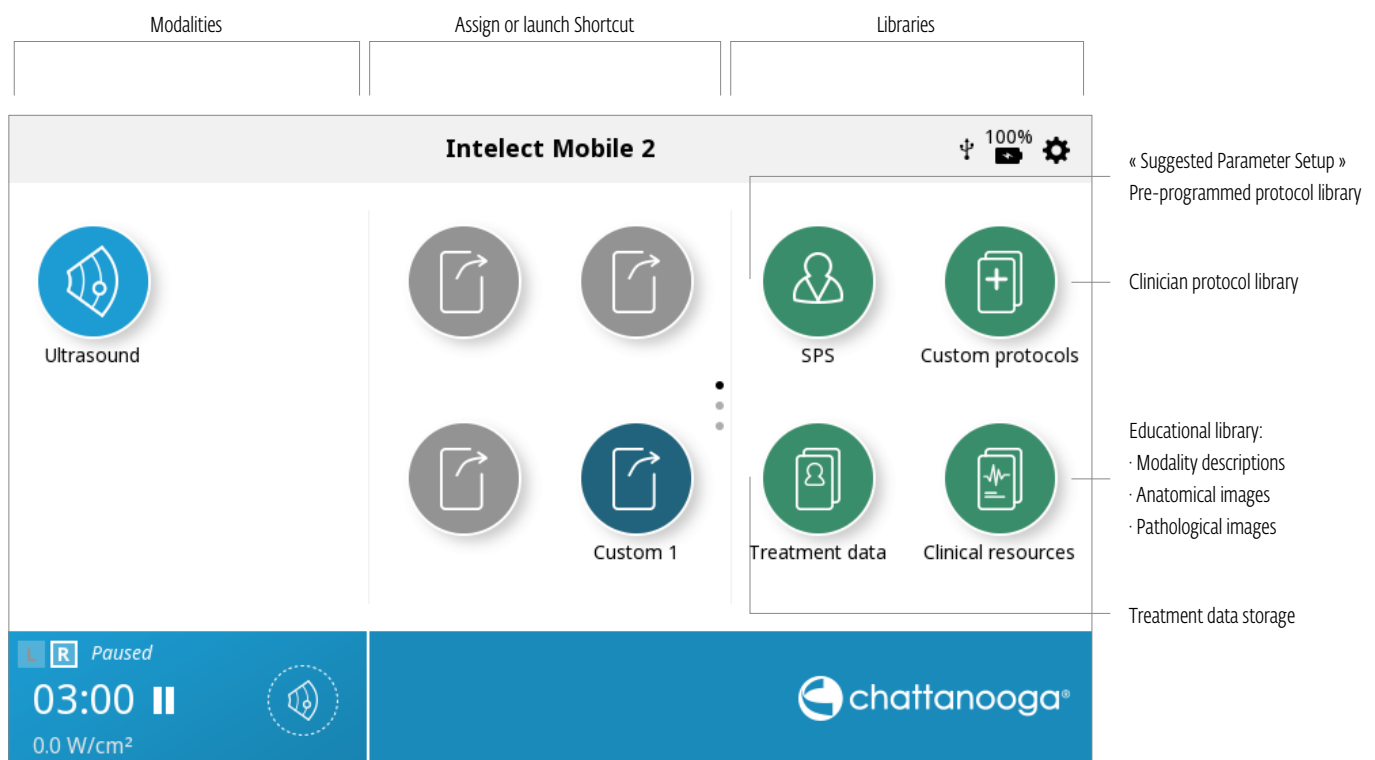 Modalities
Assign or launch Shortcut
Libraries
Intelect Mobile 2
100%
« Suggested Parameter Setup »
Pre-programmed protocol library
Clinician protocol library
Ultrasound
SPS
Custom protocols
Educational library:
· Modality descriptions
· Anatomical images
· Pathological images
Custom 1
Treatment data
Clinical resources
Treatment data storage
L R Paused
03:00
0.0 W/cm²
chattanooga®